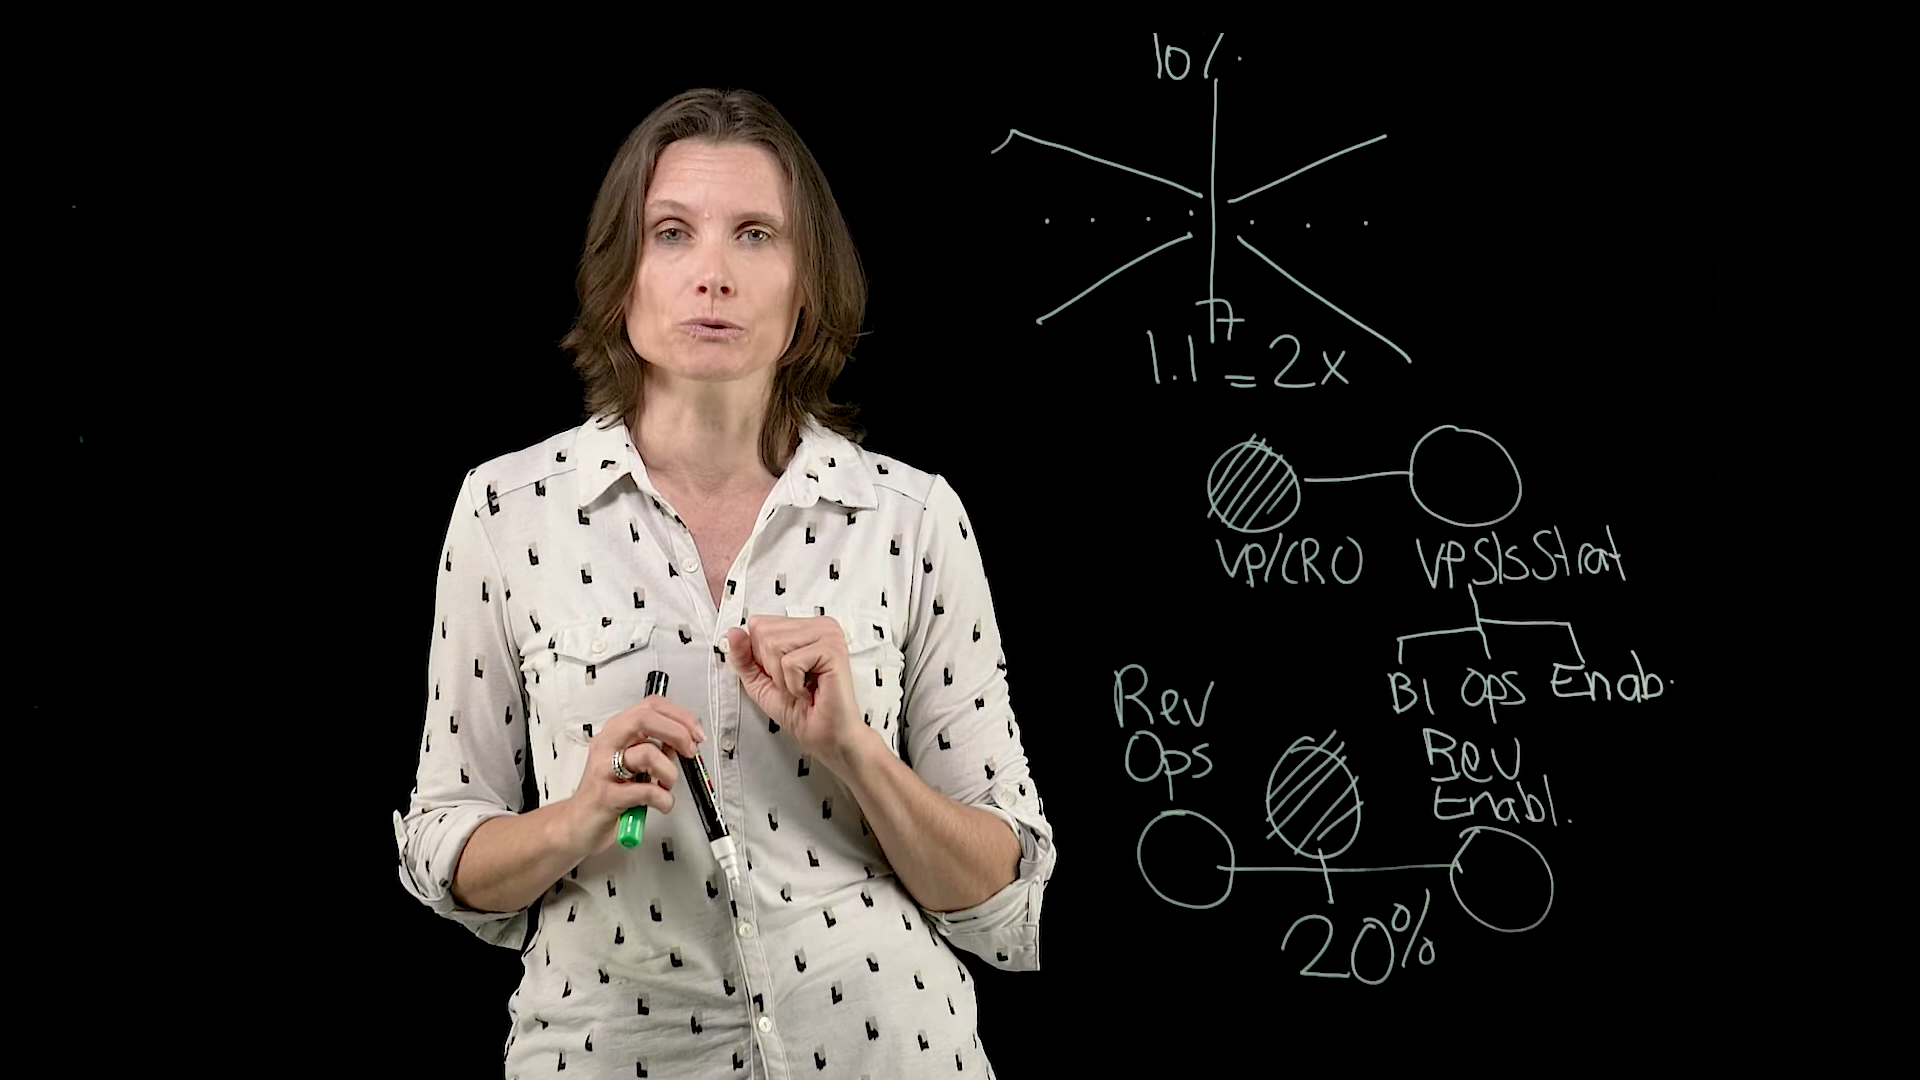 10%
1.1⁷ = 2x
VP/CRO
VP Sls Strat
BI Ops Enab.
Rev
Ops
Rev
Enabl.
20%